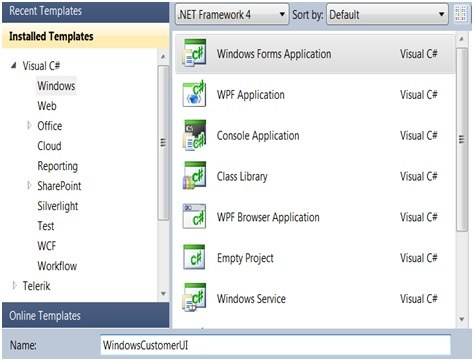 Recent Templates
Installed Templates
Visual C#
Windows
Web
Office
Cloud
Reporting
SharePoint
Silverlight
Test
WCF
Workflow
Telerik
Online Templates
.NET Framework 4 Sort by: Default
Windows Forms Application Visual C#
WPF Application Visual C#
Console Application Visual C#
Class Library Visual C#
WPF Browser Application Visual C#
Empty Project Visual C#
Windows Service Visual C#
Name: WindowsCustomerUI